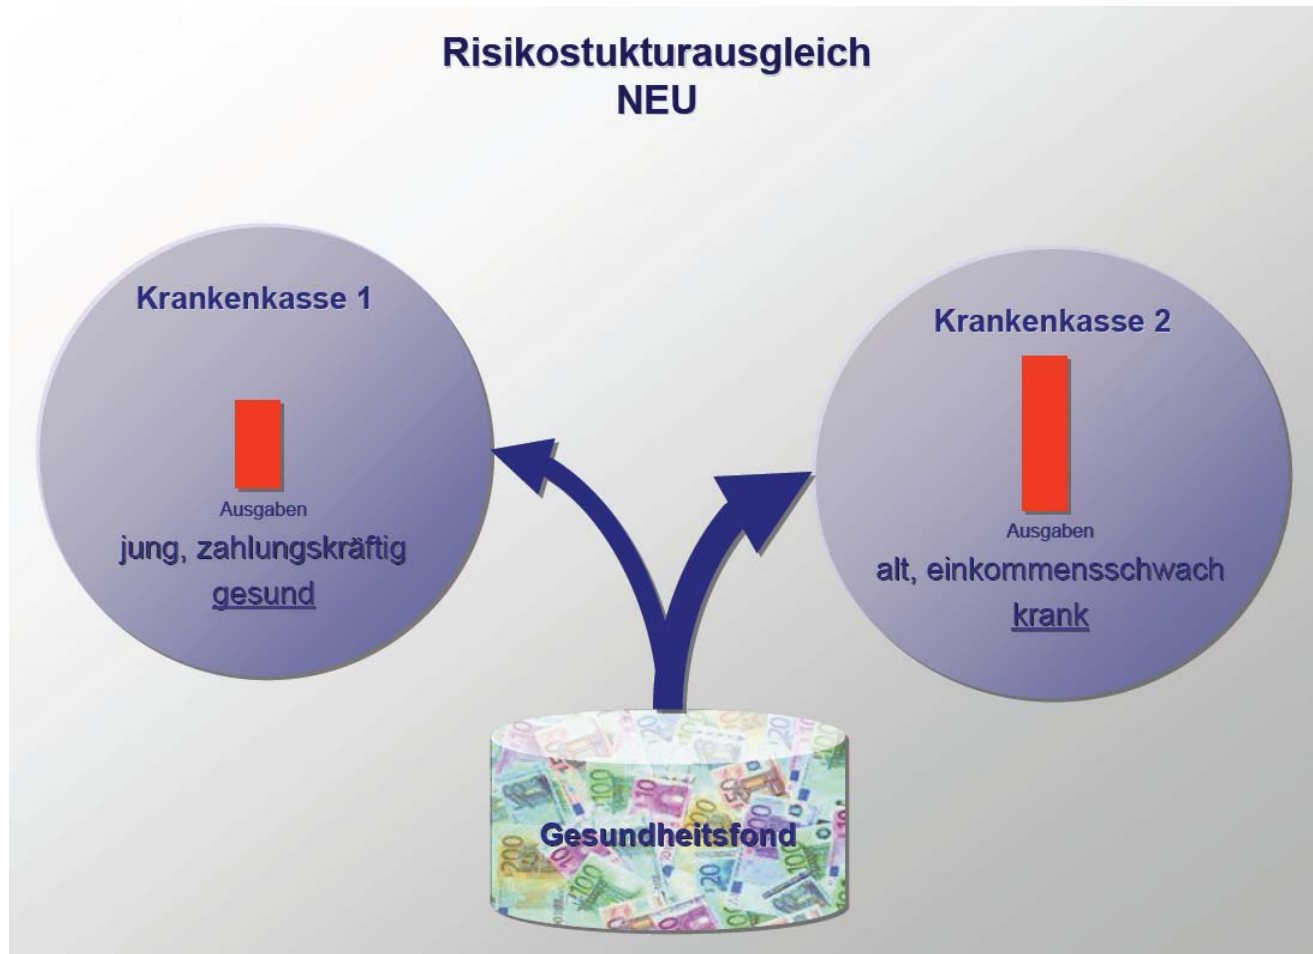 Risikostukturausgleich
NEU
Krankenkasse 1
Ausgaben
jung, zahlungskräftig
gesund
Krankenkasse 2
Ausgaben
alt, einkommensschwach
krank
Gesundheitsfond